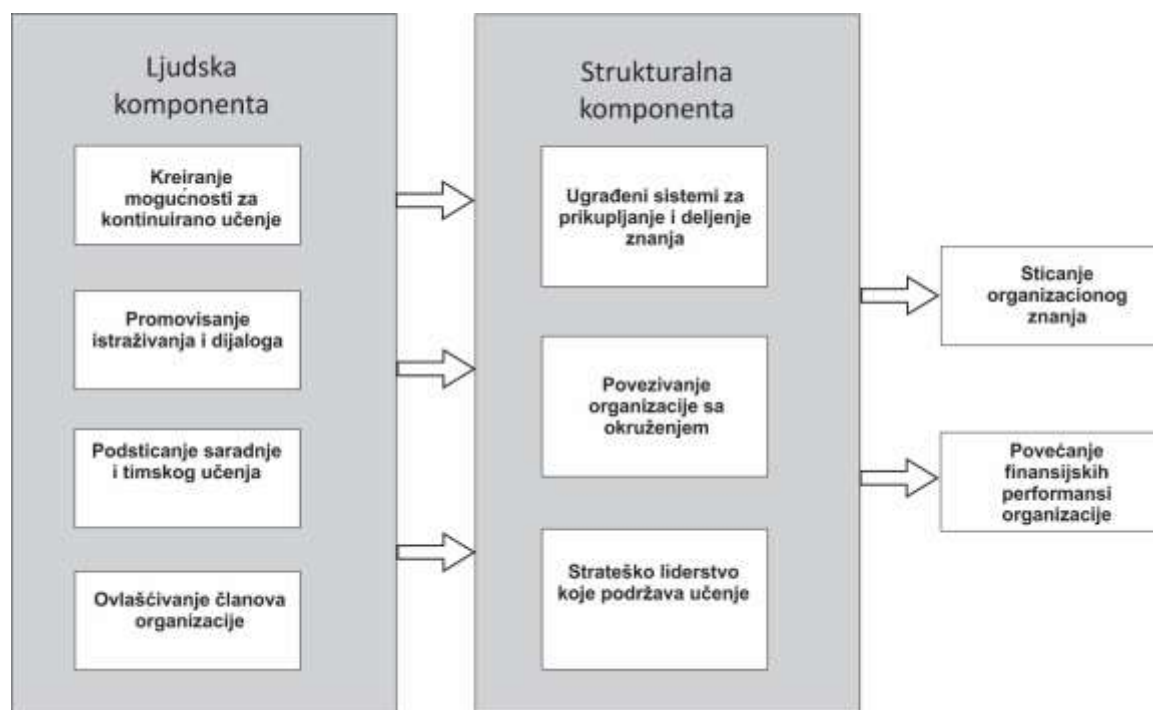 Ljudska
komponenta
Kreiranje
mogućnosti za
kontinuirano učenje
Promovisanje
istraživanja i dijaloga
Podsticanje saradnje
i timskog učenja
Ovlašćivanje članova
organizacije
Strukturalna
komponenta
Ugrađeni sistemi za
prikupljanje i deljenje
znanja
Povezivanje
organizacije sa
okruženjem
Strateško liderstvo
koje podržava učenje
Sticanje
organizacionog
znanja
Povećanje
finansijskih
performansi
organizacije